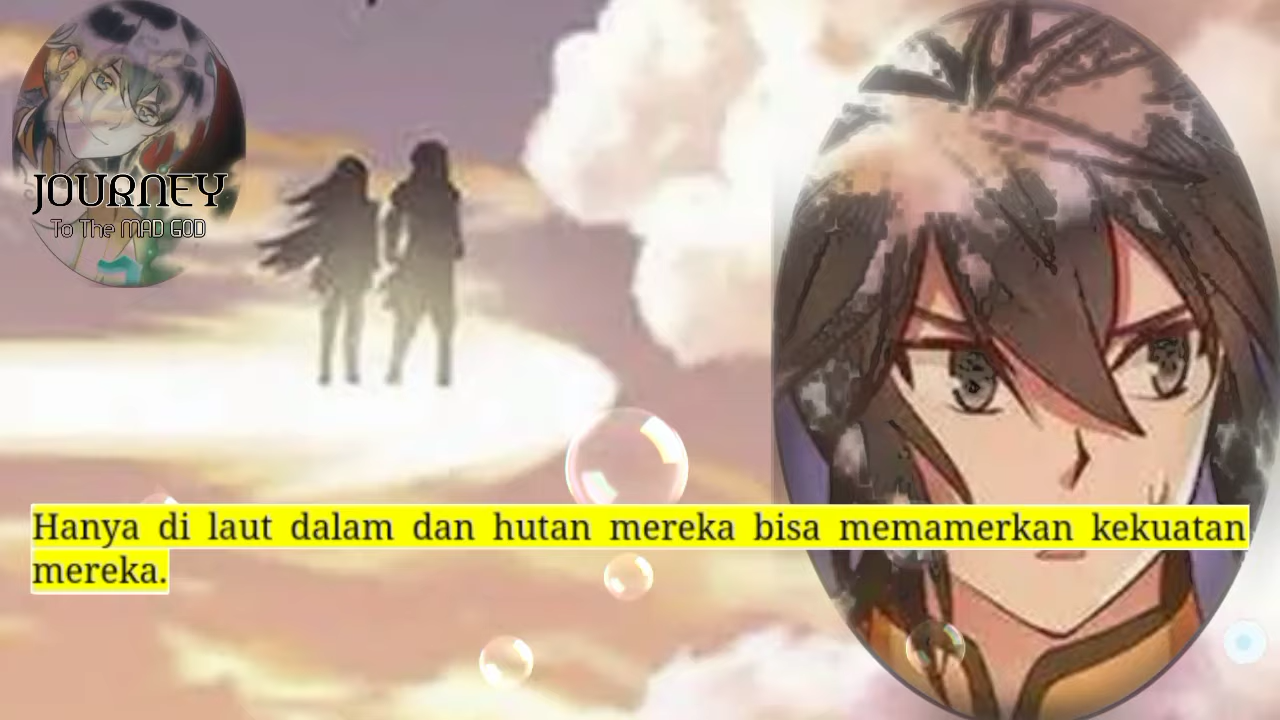 JOURNEY
To The MAD GOD
Hanya di laut dalam dan hutan mereka bisa memamerkan kekuatan
mereka.